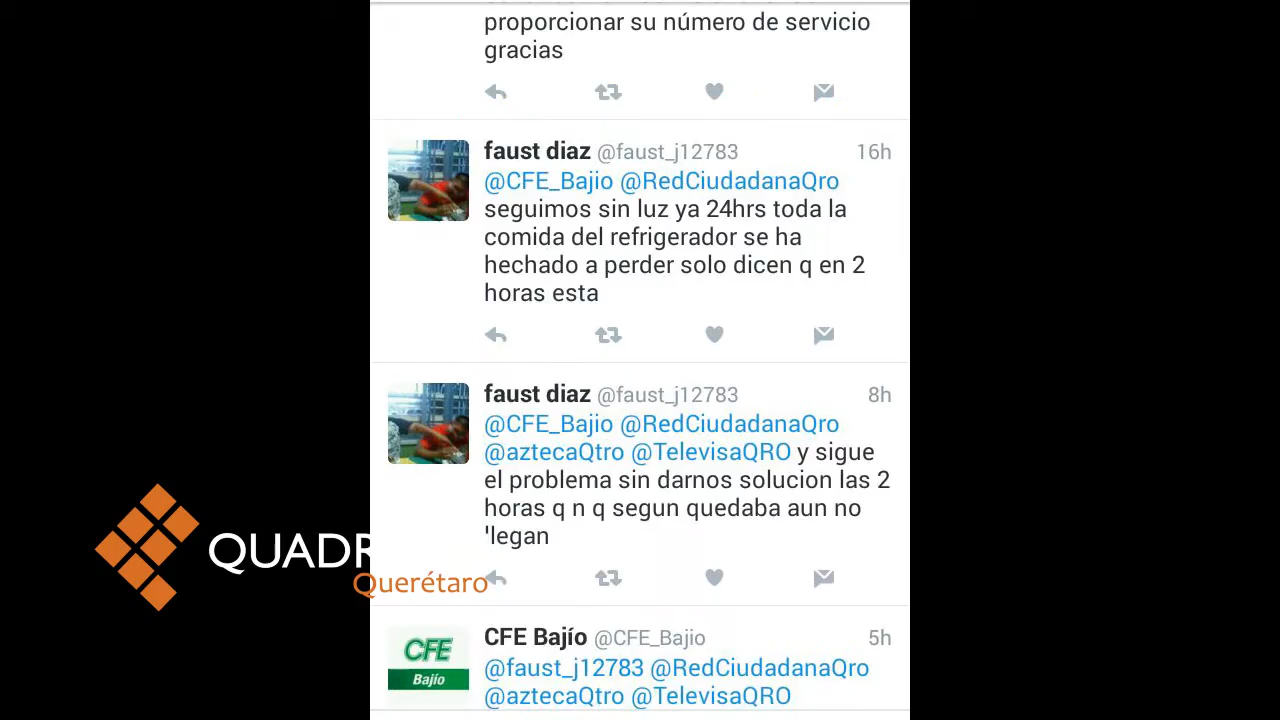 proporcionar su número de servicio
gracias
faust diaz @faust_j12783 16h
@CFE_Bajio @RedCiudadanaQro
seguimos sin luz ya 24hrs toda la
comida del refrigerador se ha
hechado a perder solo dicen q en 2
horas esta
faust diaz @faust_j12783 8h
@CFE_Bajio @RedCiudadanaQro
@aztecaQtro @TelevisaQRO y sigue
el problema sin darnos solucion las 2
horas q n q segun quedaba aun no
'legan
QUADR
Querétaro
CFE Bajío @CFE_Bajio 5h
CFE
Bajío
@faust_j12783 @RedCiudadanaQro
@aztecaQtro @TelevisaQRO